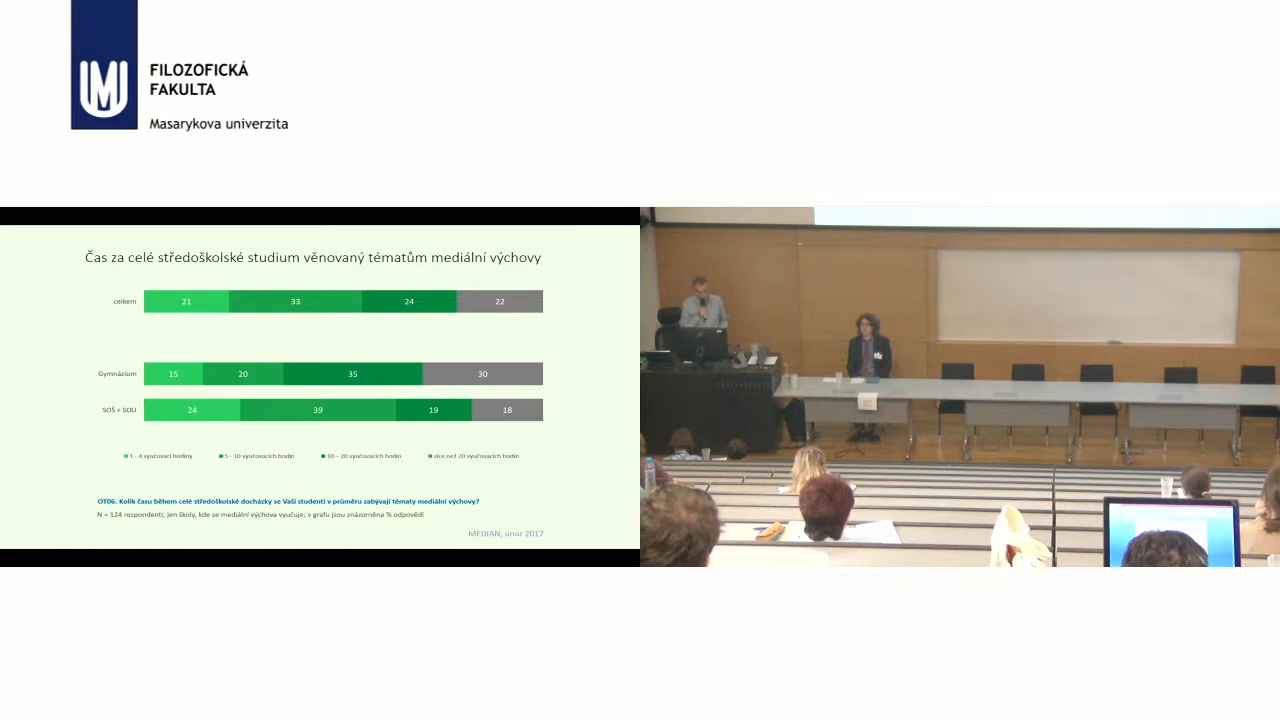 FILOZOFICKÁ
FAKULTA
Masarykova univerzita
Čas za celé středoškolské studium věnovaný tématům mediální výchovy
celkem 21 33 24 22
Gymnázium 15 20 35 30
SOŠ + SOU 24 39 19 18
1 - 4 vyučovací hodiny 5 - 10 vyučovacích hodin 10 – 20 vyučovacích hodin více než 20 vyučovacích hodin
OT06. Kolik času během celé středoškolské docházky se Vaši studenti v průměru zabývají tématy mediální výchovy?
N = 124 respondenti; jen školy, kde se mediální výchova vyučuje; v grafu jsou znázorněna % odpovědí
MEDIAN, únor 2017